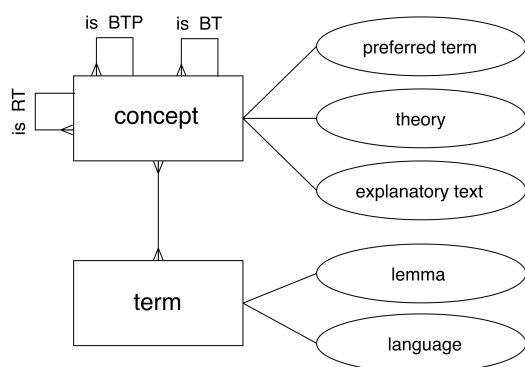 is BTP
is BT
preferred term
is RT
concept
theory
explanatory text
term
lemma
language